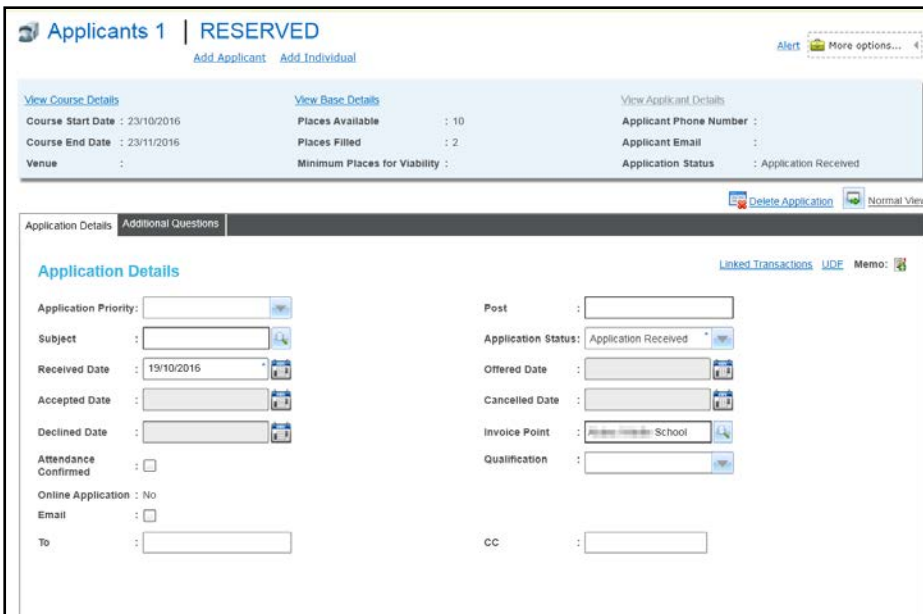 Applicants 1 | RESERVED
Add Applicant Add Individual
Alert More options...
View Course Details View Base Details View Applicant Details
Course Start Date : 23/10/2016 Places Available : 10 Applicant Phone Number :
Course End Date : 23/11/2016 Places Filled : 2 Applicant Email :
Venue : Minimum Places for Viability : Application Status : Application Received
Delete Application Normal View
Application Details Additional Questions
Application Details Linked Transactions UDF Memo:
Application Priority: Post :
Subject : Application Status: Application Received *
Received Date : 19/10/2016 * Offered Date :
Accepted Date : Cancelled Date :
Declined Date : Invoice Point : School
Attendance Confirmed : Qualification :
Online Application : No
Email :
To : CC :